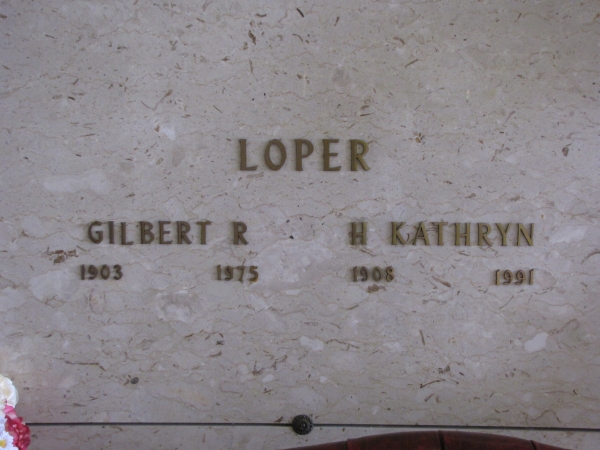 LOPER
GILBERT R H KATHRYN
1903 1975 1908 1991